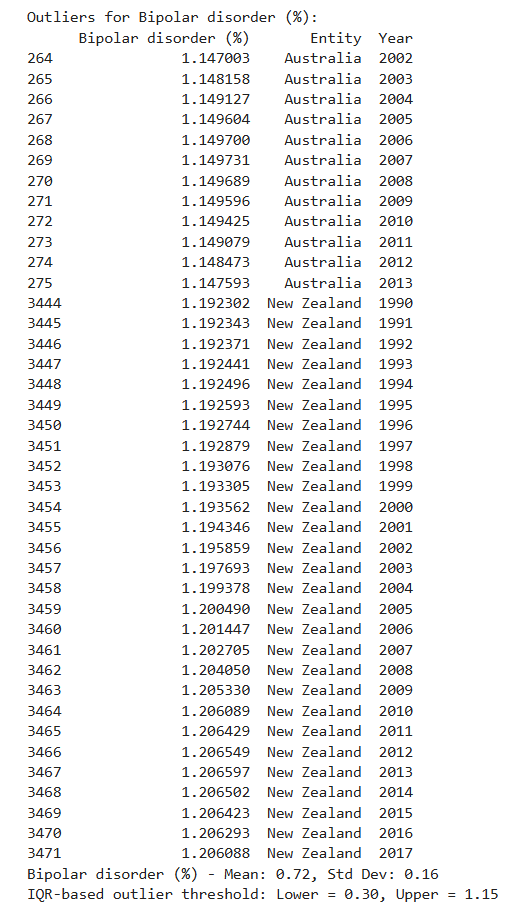 Outliers for Bipolar disorder (%):
Bipolar disorder (%) Entity Year
264 1.147003 Australia 2002
265 1.148158 Australia 2003
266 1.149127 Australia 2004
267 1.149604 Australia 2005
268 1.149700 Australia 2006
269 1.149731 Australia 2007
270 1.149689 Australia 2008
271 1.149596 Australia 2009
272 1.149425 Australia 2010
273 1.149079 Australia 2011
274 1.148473 Australia 2012
275 1.147593 Australia 2013
3444 1.192302 New Zealand 1990
3445 1.192343 New Zealand 1991
3446 1.192371 New Zealand 1992
3447 1.192441 New Zealand 1993
3448 1.192496 New Zealand 1994
3449 1.192593 New Zealand 1995
3450 1.192744 New Zealand 1996
3451 1.192879 New Zealand 1997
3452 1.193076 New Zealand 1998
3453 1.193305 New Zealand 1999
3454 1.193562 New Zealand 2000
3455 1.194346 New Zealand 2001
3456 1.195859 New Zealand 2002
3457 1.197693 New Zealand 2003
3458 1.199378 New Zealand 2004
3459 1.200490 New Zealand 2005
3460 1.201447 New Zealand 2006
3461 1.202705 New Zealand 2007
3462 1.204050 New Zealand 2008
3463 1.205330 New Zealand 2009
3464 1.206089 New Zealand 2010
3465 1.206429 New Zealand 2011
3466 1.206549 New Zealand 2012
3467 1.206597 New Zealand 2013
3468 1.206502 New Zealand 2014
3469 1.206423 New Zealand 2015
3470 1.206293 New Zealand 2016
3471 1.206088 New Zealand 2017
Bipolar disorder (%) - Mean: 0.72, Std Dev: 0.16
IQR-based outlier threshold: Lower = 0.30, Upper = 1.15